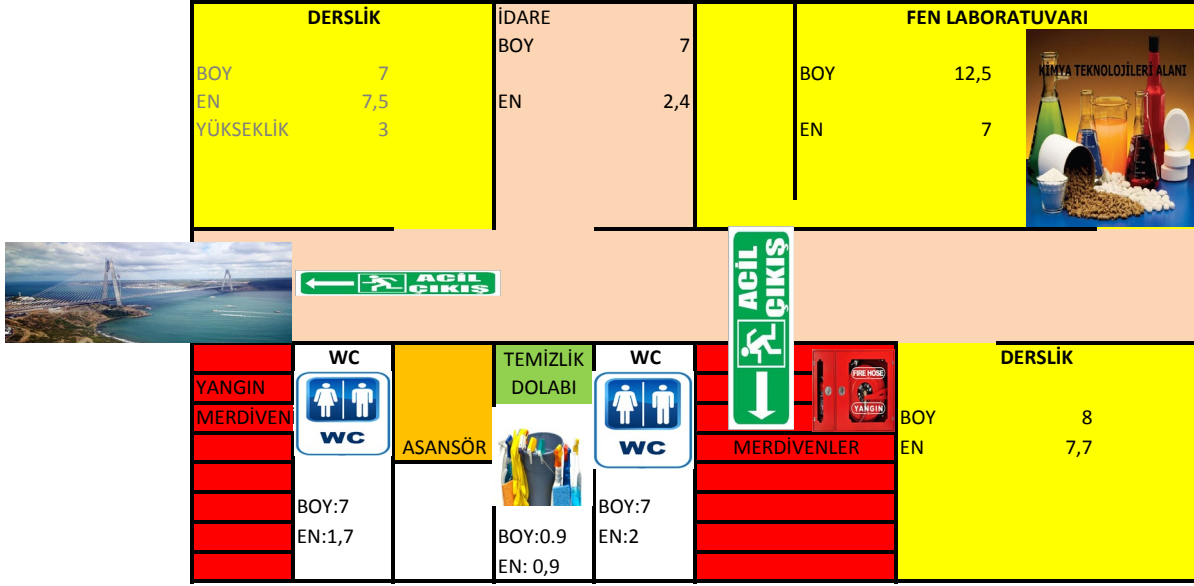 DERSLİK
BOY 7
EN 7,5
YÜKSEKLİK 3
İDARE
BOY 7
EN 2,4
FEN LABORATUVARI
BOY 12,5
EN 7
KİMYA TEKNOLOJİLERİ ALANI
ACİL
ÇIKIŞ
ACİL
ÇIKIŞ
YANGIN
MERDİVENİ
WC
WC
BOY:7
EN:1,7
ASANSÖR
TEMİZLİK
DOLABI
BOY:0.9
EN: 0,9
WC
WC
BOY:7
EN:2
FIRE HOSE
YANGIN
MERDİVENLER
DERSLİK
BOY 8
EN 7,7